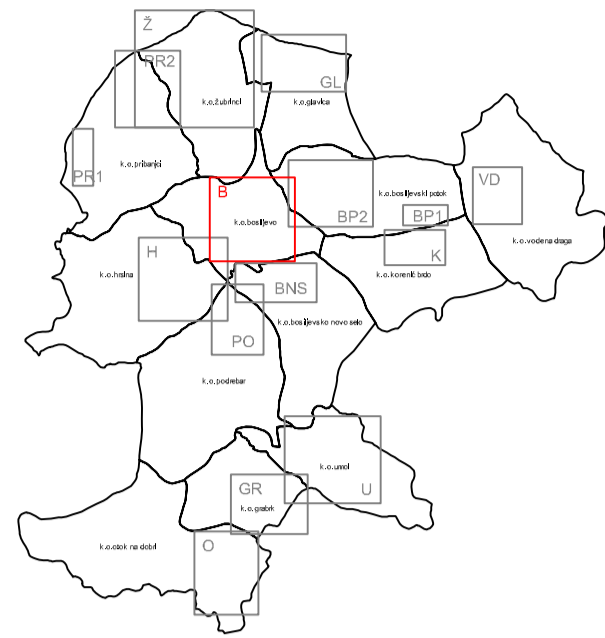 Ž
PR2
GL
k.o.žubrinci
k.o.glavica
k.o.pribanjci
PR1
k.o.bosiljevski potok
VD
B
k.o.bosiljevo
BP2
BP1
k.o.vodena draga
H
K
k.o.hrsina
k.o.korenić brdo
BNS
k.o.bosiljevsko novo selo
PO
k.o.podrebar
k.o.umol
GR
U
k.o.grabrk
k.o.otok na dobri
O